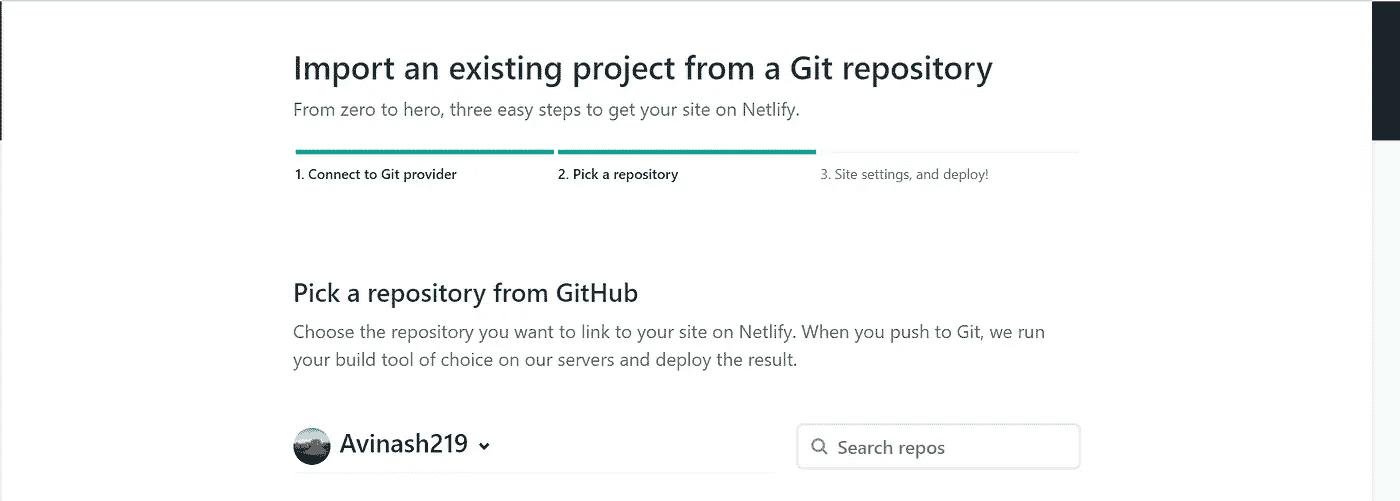 Import an existing project from a Git repository
From zero to hero, three easy steps to get your site on Netlify.
1. Connect to Git provider
2. Pick a repository
3. Site settings, and deploy!
Pick a repository from GitHub
Choose the repository you want to link to your site on Netlify. When you push to Git, we run
your build tool of choice on our servers and deploy the result.
Avinash219
Search repos